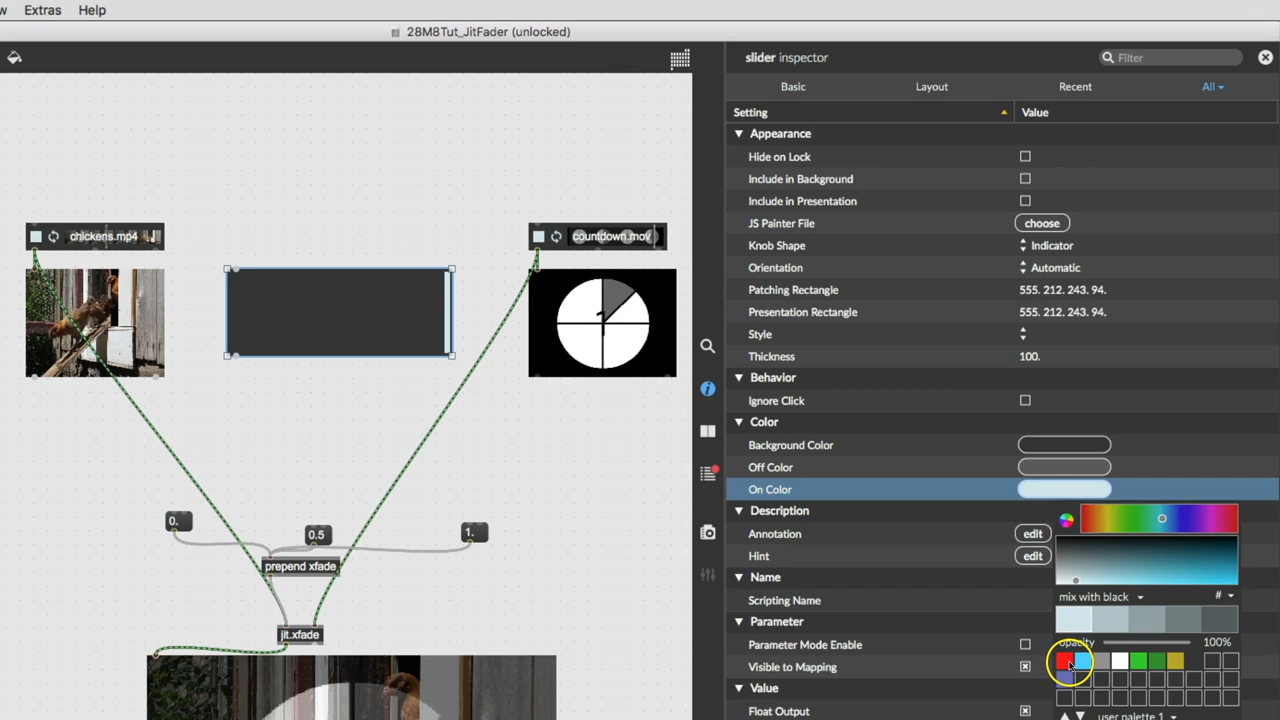 w Extras Help
28M8Tut_JitFader (unlocked)
slider inspector
Filter
Basic Layout Recent All
Setting Value
Appearance
Hide on Lock
Include in Background
Include in Presentation
JS Painter File choose
Knob Shape Indicator
Orientation Automatic
Patching Rectangle 555. 212. 243. 94.
Presentation Rectangle 555. 212. 243. 94.
Style
Thickness 100.
Behavior
Ignore Click
Color
Background Color
Off Color
On Color
Description
Annotation edit
Hint edit
Name
Scripting Name
Parameter
Parameter Mode Enable
Visible to Mapping
Value
Float Output
mix with black #
opacity 100%
user palette 1
chickens.mp4
countdown.mov
1
0.
0.5
1.
prepend xfade
jit.xfade